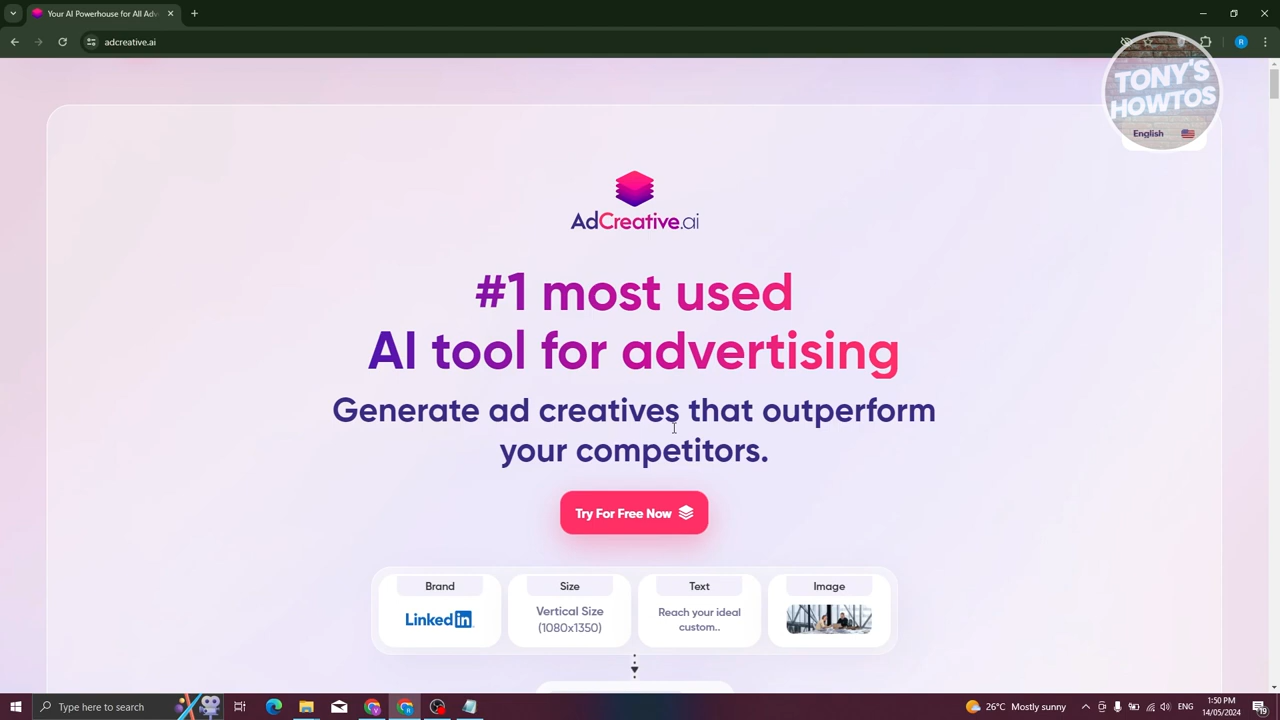 Your AI Powerhouse for All Adv
adcreative.ai
R
TONY'S
HOWTOS
English
AdCreative.ai
#1 most used
AI tool for advertising
Generate ad creatives that outperform
your competitors.
Try For Free Now
Brand
Size
Text
Image
LinkedIn
Vertical Size
(1080x1350)
Reach your ideal
custom..
Type here to search
26°C Mostly sunny
ENG
1:50 PM
14/05/2024
19